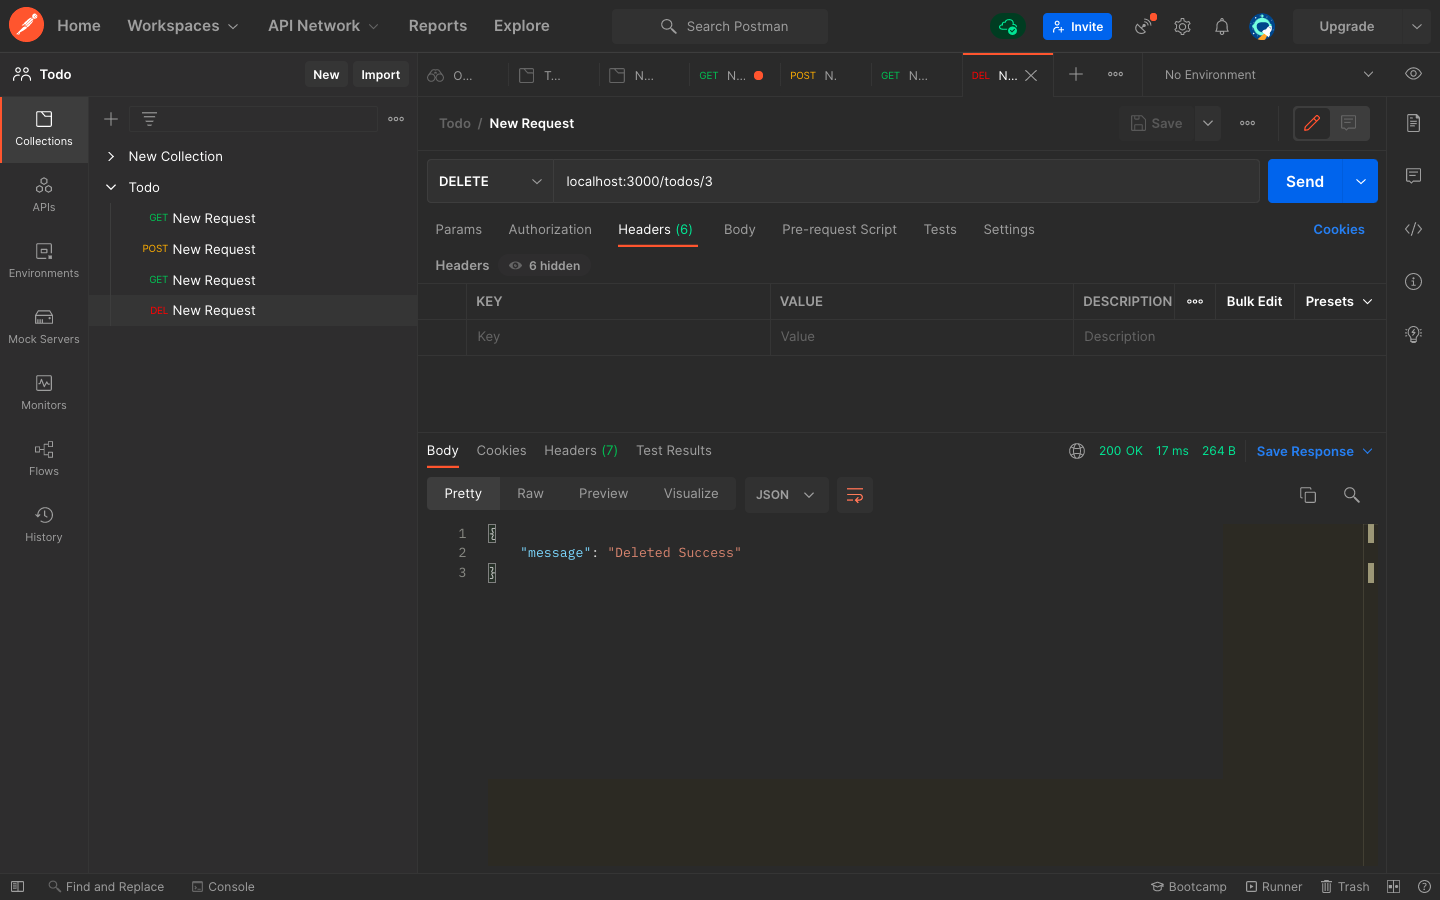 Home
Workspaces
API Network
Reports
Explore
Search Postman
Invite
Upgrade
Todo
New
Import
O...
T...
N...
GET N...
POST N.
GET N...
DEL N...
No Environment
Collections
APIs
Environments
Mock Servers
Monitors
Flows
History
New Collection
Todo
GET New Request
POST New Request
GET New Request
DEL New Request
Todo / New Request
Save
DELETE
localhost:3000/todos/3
Send
Params
Authorization
Headers (6)
Body
Pre-request Script
Tests
Settings
Cookies
Headers
6 hidden
KEY
VALUE
DESCRIPTION
Bulk Edit
Presets
Key
Value
Description
Body
Cookies
Headers (7)
Test Results
200 OK
17 ms
264 B
Save Response
Pretty
Raw
Preview
Visualize
JSON
1 {
2 "message": "Deleted Success"
3 }
Find and Replace
Console
Bootcamp
Runner
Trash